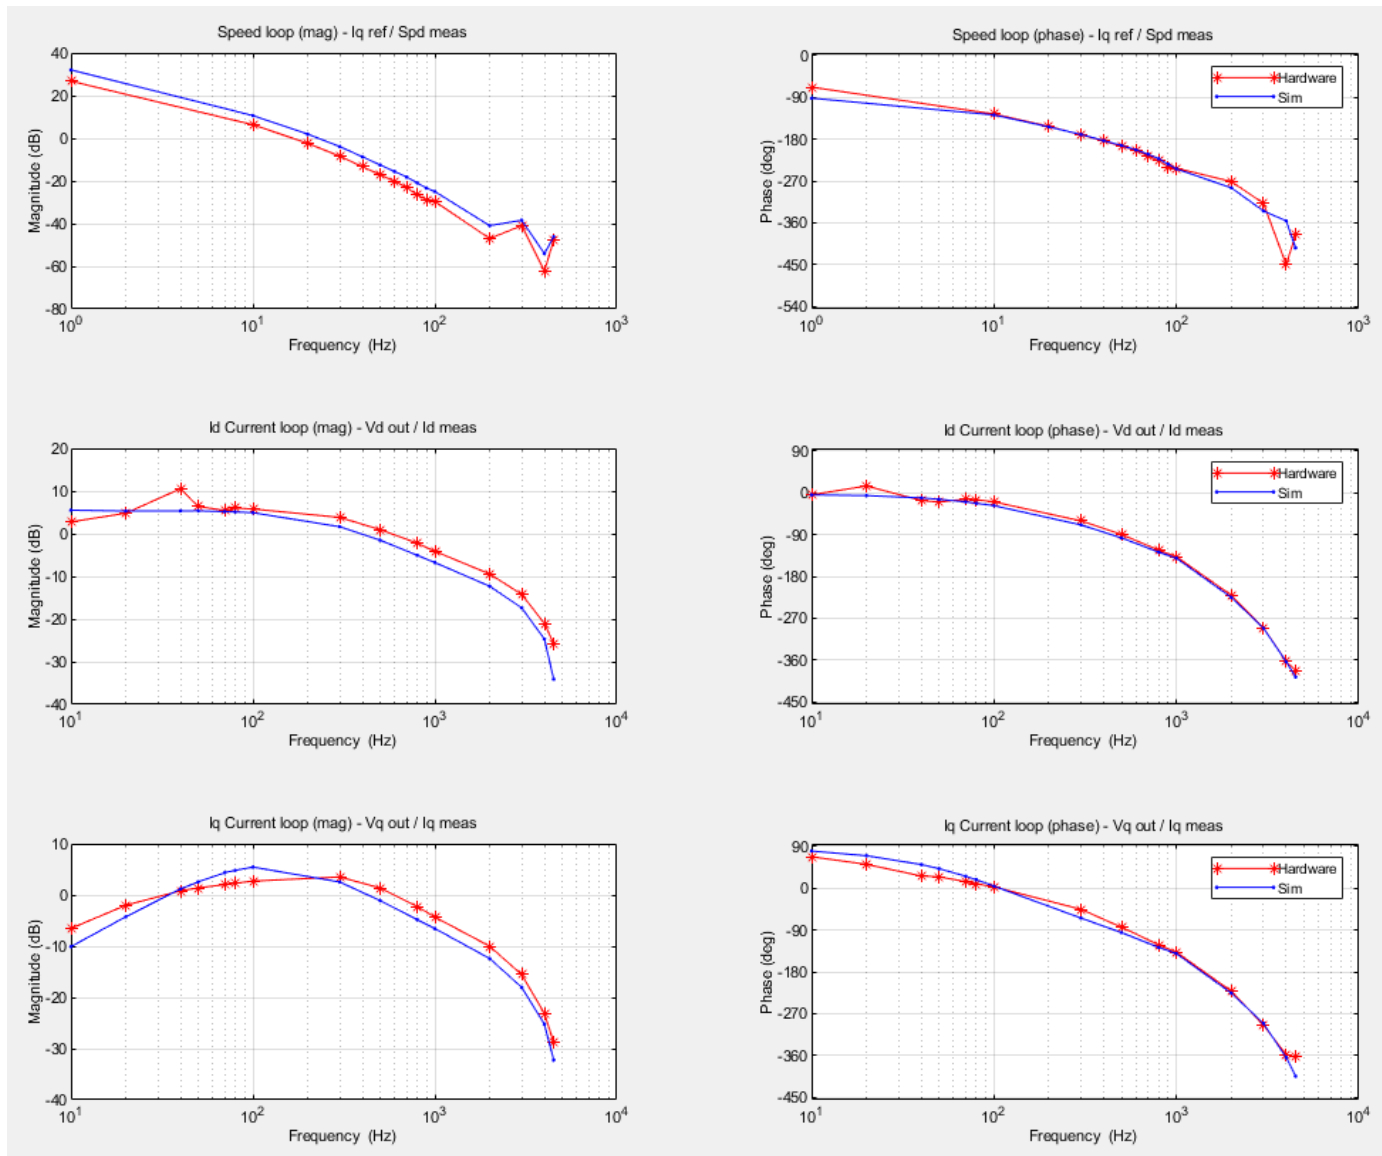 Speed loop (mag) - Iq ref / Spd meas
40
20
0
-20
-40
-60
-80
Magnitude (dB)
10^0
10^1
10^2
10^3
Frequency (Hz)
Speed loop (phase) - Iq ref / Spd meas
0
-90
-180
-270
-360
-450
-540
Phase (deg)
Hardware
Sim
10^0
10^1
10^2
10^3
Frequency (Hz)
Id Current loop (mag) - Vd out / Id meas
20
10
0
-10
-20
-30
-40
Magnitude (dB)
10^1
10^2
10^3
10^4
Frequency (Hz)
Id Current loop (phase) - Vd out / Id meas
90
0
-90
-180
-270
-360
-450
Phase (deg)
Hardware
Sim
10^1
10^2
10^3
10^4
Frequency (Hz)
Iq Current loop (mag) - Vq out / Iq meas
10
0
-10
-20
-30
-40
Magnitude (dB)
10^1
10^2
10^3
10^4
Frequency (Hz)
Iq Current loop (phase) - Vq out / Iq meas
90
0
-90
-180
-270
-360
-450
Phase (deg)
Hardware
Sim
10^1
10^2
10^3
10^4
Frequency (Hz)